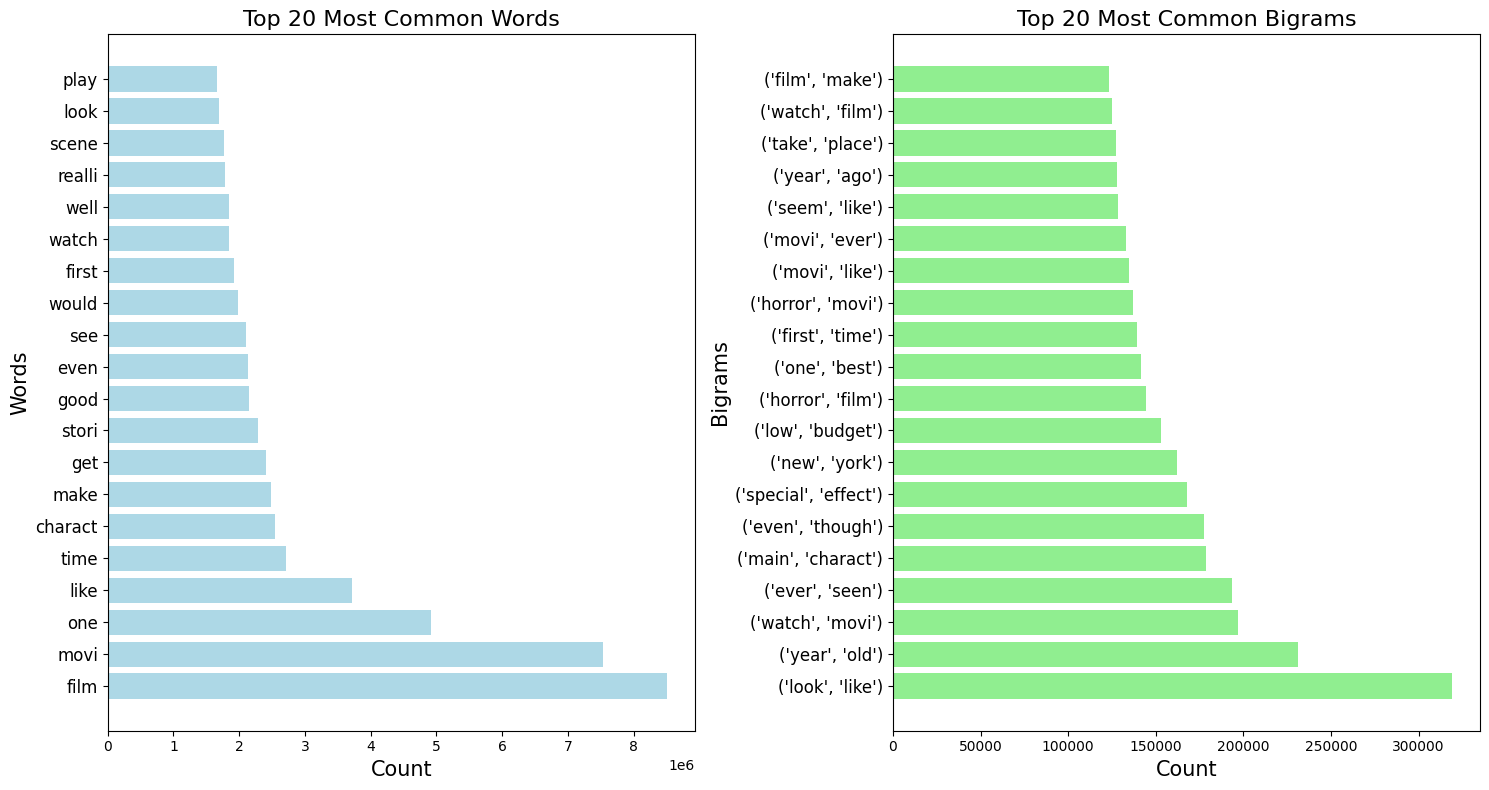 Top 20 Most Common Words
play
look
scene
realli
well
watch
first
would
see
even
good
stori
get
make
charact
time
like
one
movi
film
Words
0 1 2 3 4 5 6 7 8
1e6
Count
Top 20 Most Common Bigrams
('film', 'make')
('watch', 'film')
('take', 'place')
('year', 'ago')
('seem', 'like')
('movi', 'ever')
('movi', 'like')
('horror', 'movi')
('first', 'time')
('one', 'best')
('horror', 'film')
('low', 'budget')
('new', 'york')
('special', 'effect')
('even', 'though')
('main', 'charact')
('ever', 'seen')
('watch', 'movi')
('year', 'old')
('look', 'like')
Bigrams
0 50000 100000 150000 200000 250000 300000
Count